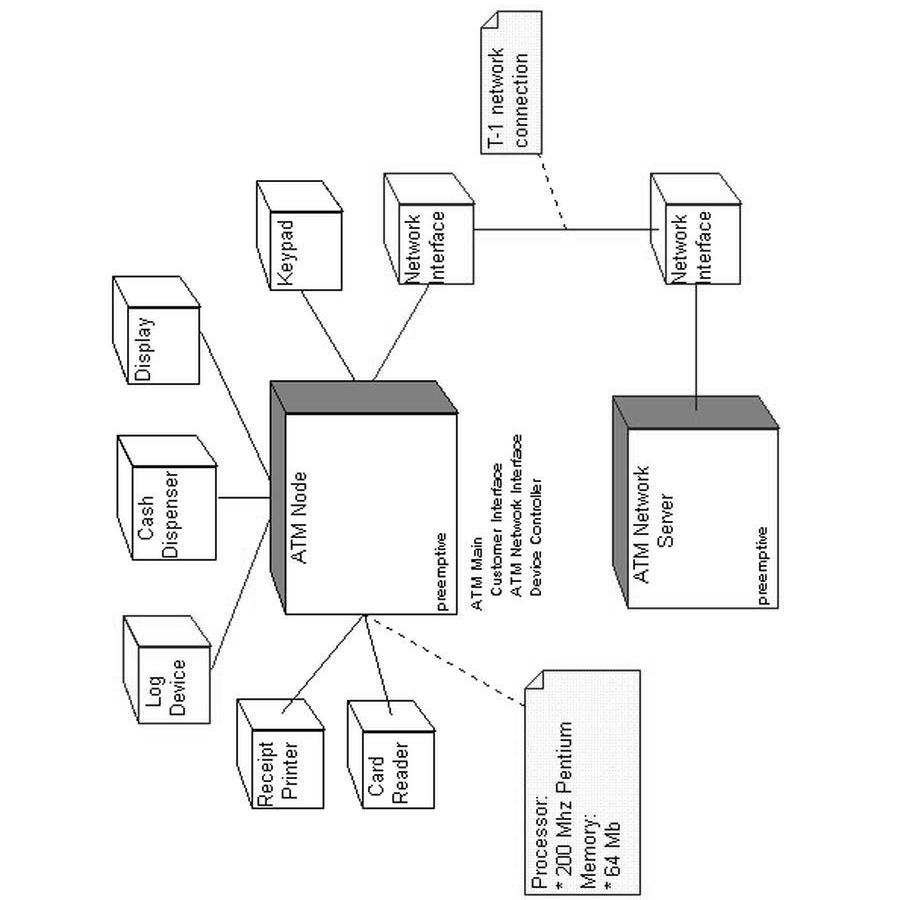 Log
Device
Cash
Dispenser
Display
Receipt
Printer
Card
Reader
ATM Node
preemptive
Keypad
Network
Interface
ATM Main
Customer Interface
ATM Network Interface
Device Controller
T-1 network
connection
Processor:
* 200 Mhz Pentium
Memory:
* 64 Mb
ATM Network
Server
preemptive
Network
Interface